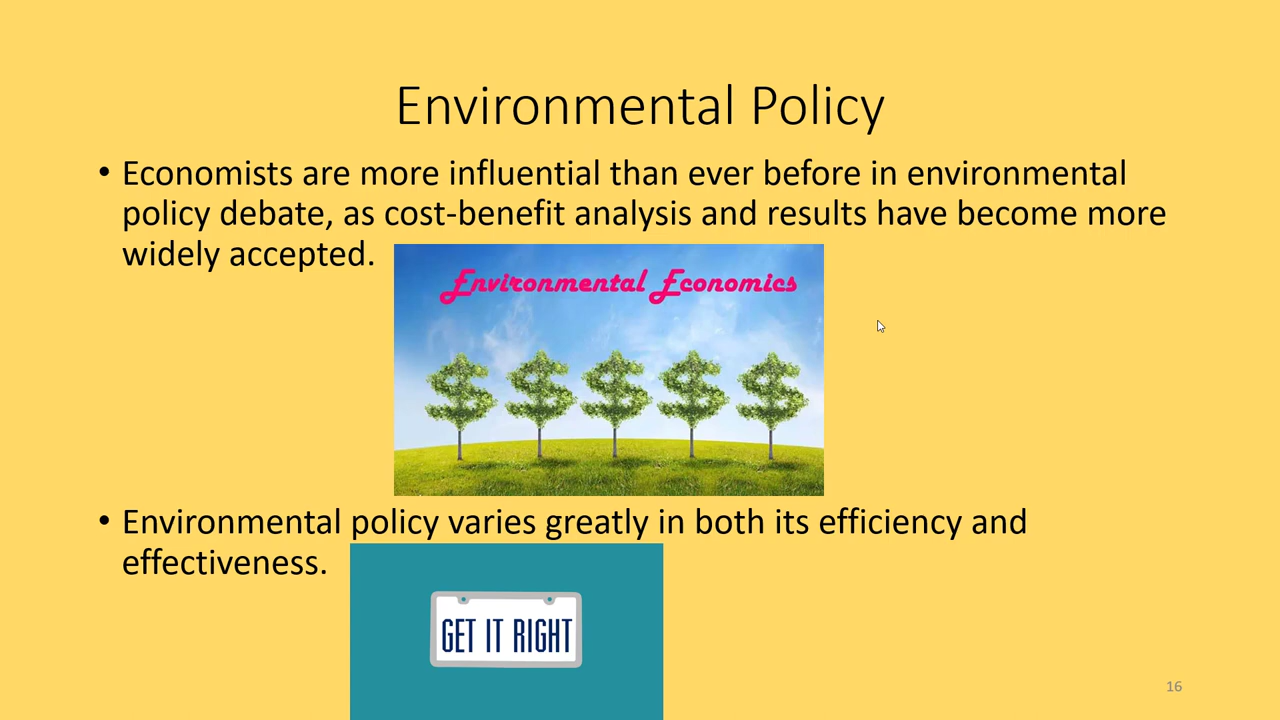 Environmental Policy
• Economists are more influential than ever before in environmental
policy debate, as cost-benefit analysis and results have become more
widely accepted.
Environmental Economics
• Environmental policy varies greatly in both its efficiency and
effectiveness.
GET IT RIGHT
16